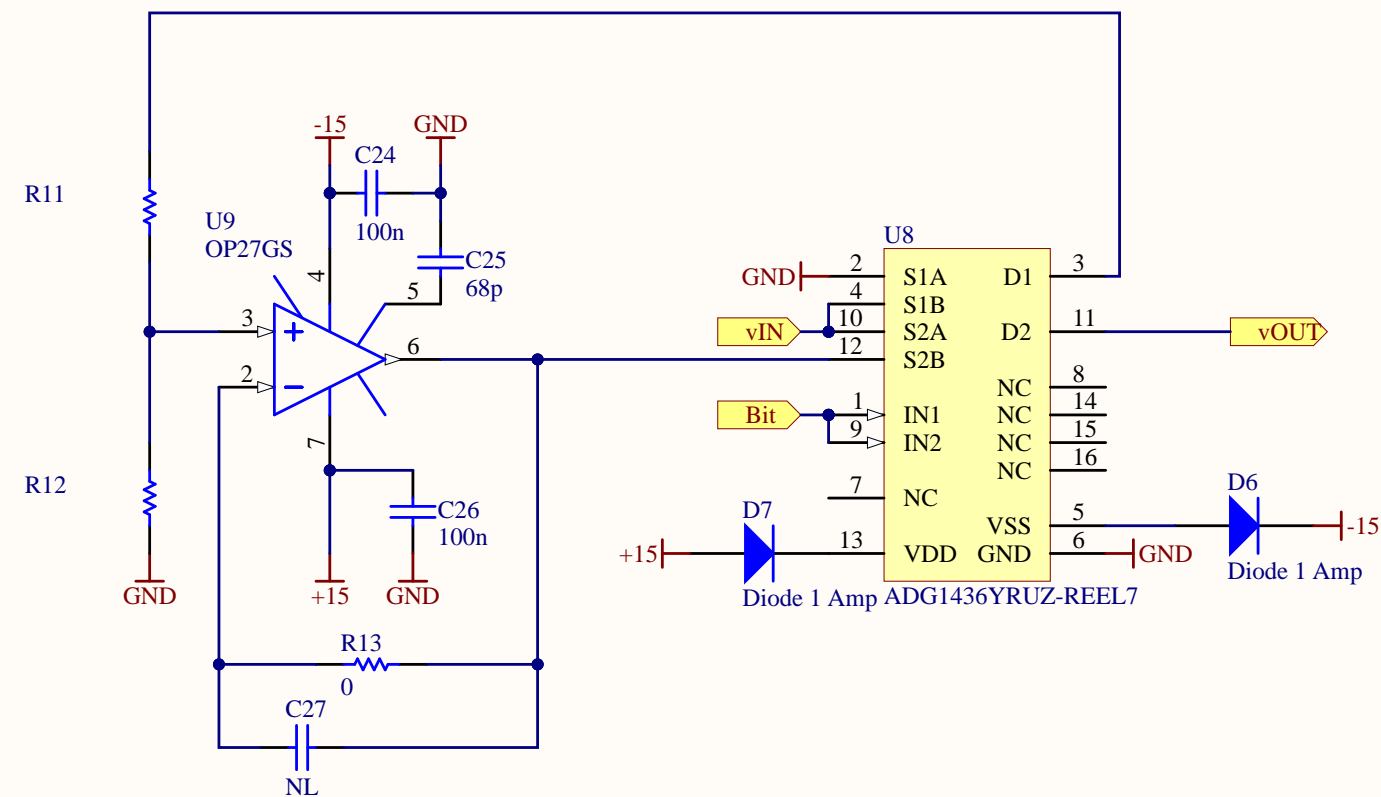 -15
GND
C24
100n
R11
U9
OP27GS
4
C25
68p
5
3
6
2
7
R12
C26
100n
GND
+15
GND
R13
0
C27
NL
U8
GND
2
S1A
D1
3
4
S1B
vIN
10
S2A
D2
11
vOUT
12
S2B
NC
8
Bit
1
IN1
NC
14
9
IN2
NC
15
NC
16
7
NC
D7
D6
VSS
5
-15
+15
13
VDD
GND
6
GND
Diode 1 Amp
Diode 1 Amp
ADG1436YRUZ-REEL7